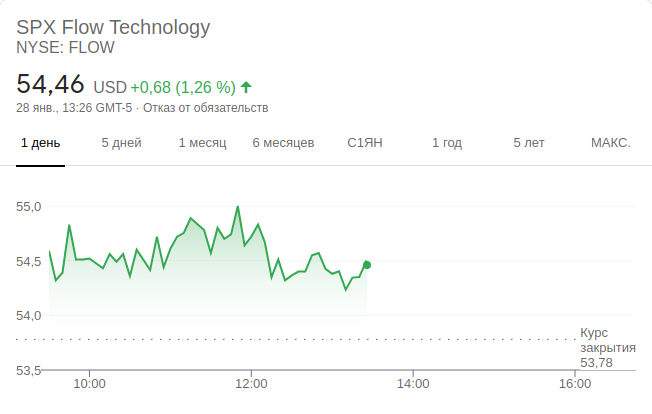 SPX Flow Technology
NYSE: FLOW
54,46 USD +0,68 (1,26 %)
28 янв., 13:26 GMT-5 · Отказ от обязательств
1 день 5 дней 1 месяц 6 месяцев С1ЯН 1 год 5 лет МАКС.
55,0
54,5
54,0
Курс
закрытия
53,78
53,5
10:00 12:00 14:00 16:00